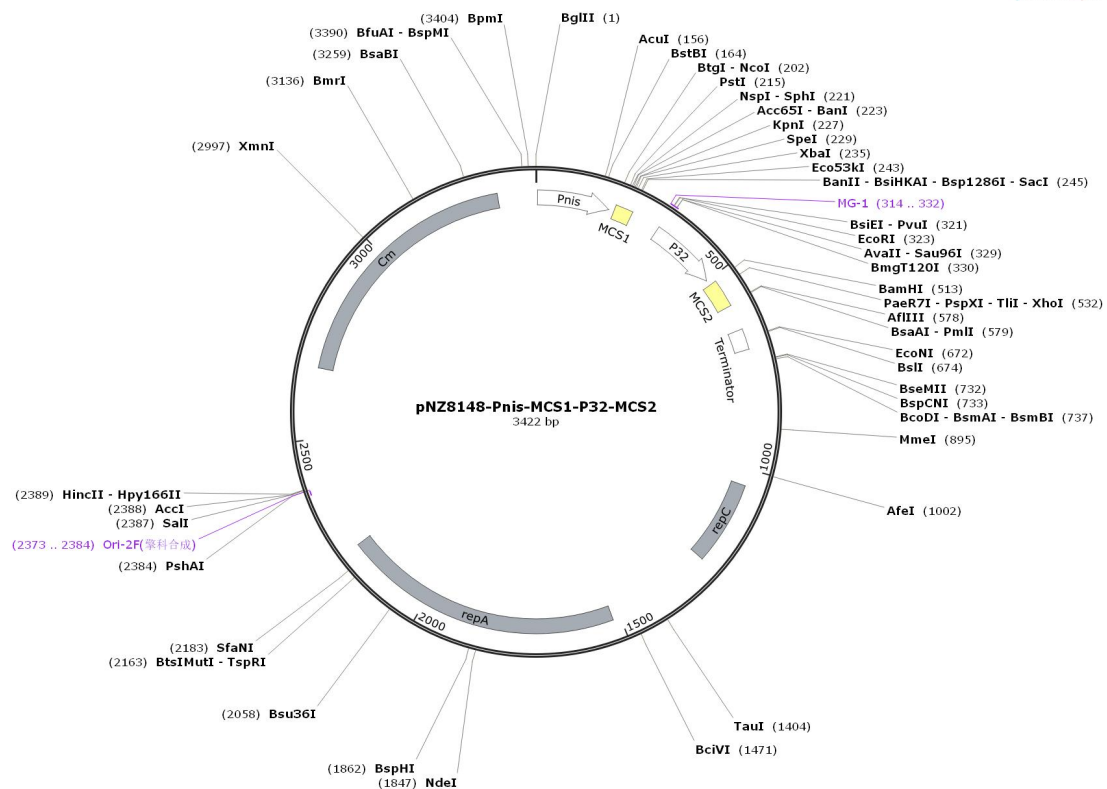 (3404) BpmI
BglII (1)
(3390) BfuAI - BspMI
(3259) BsaBI
(3136) BmrI
(2997) XmnI
AcuI (156)
BstBI (164)
BtgI - NcoI (202)
PstI (215)
NspI - SphI (221)
Acc65I - BanI (223)
KpnI (227)
SpeI (229)
XbaI (235)
Eco53kI (243)
BanII - BsiHKAI - Bsp1286I - SacI (245)
MG-1 (314 .. 332)
BsiEI - PvuI (321)
EcoRI (323)
AvaII - Sau96I (329)
BmgT120I (330)
BamHI (513)
PaeR7I - PspXI - TliI - XhoI (532)
AflIII (578)
BsaAI - PmlI (579)
EcoNI (672)
BslI (674)
BseMII (732)
BspCNI (733)
BcoDI - BsmAI - BsmBI (737)
MmeI (895)
AfeI (1002)
TauI (1404)
BciVI (1471)
Pnis
MCS1
P32
500
MCS2
Terminator
1000
repC
1500
repA
2000
2500
Cm
3000
pNZ8148-Pnis-MCS1-P32-MCS2
3422 bp
(2389) HincII - Hpy166II
(2388) AccI
(2387) SalI
(2373 .. 2384) Ori-2F(擎科合成)
(2384) PshAI
(2183) SfaNI
(2163) BtsIMutI - TspRI
(2058) Bsu36I
(1862) BspHI
(1847) NdeI